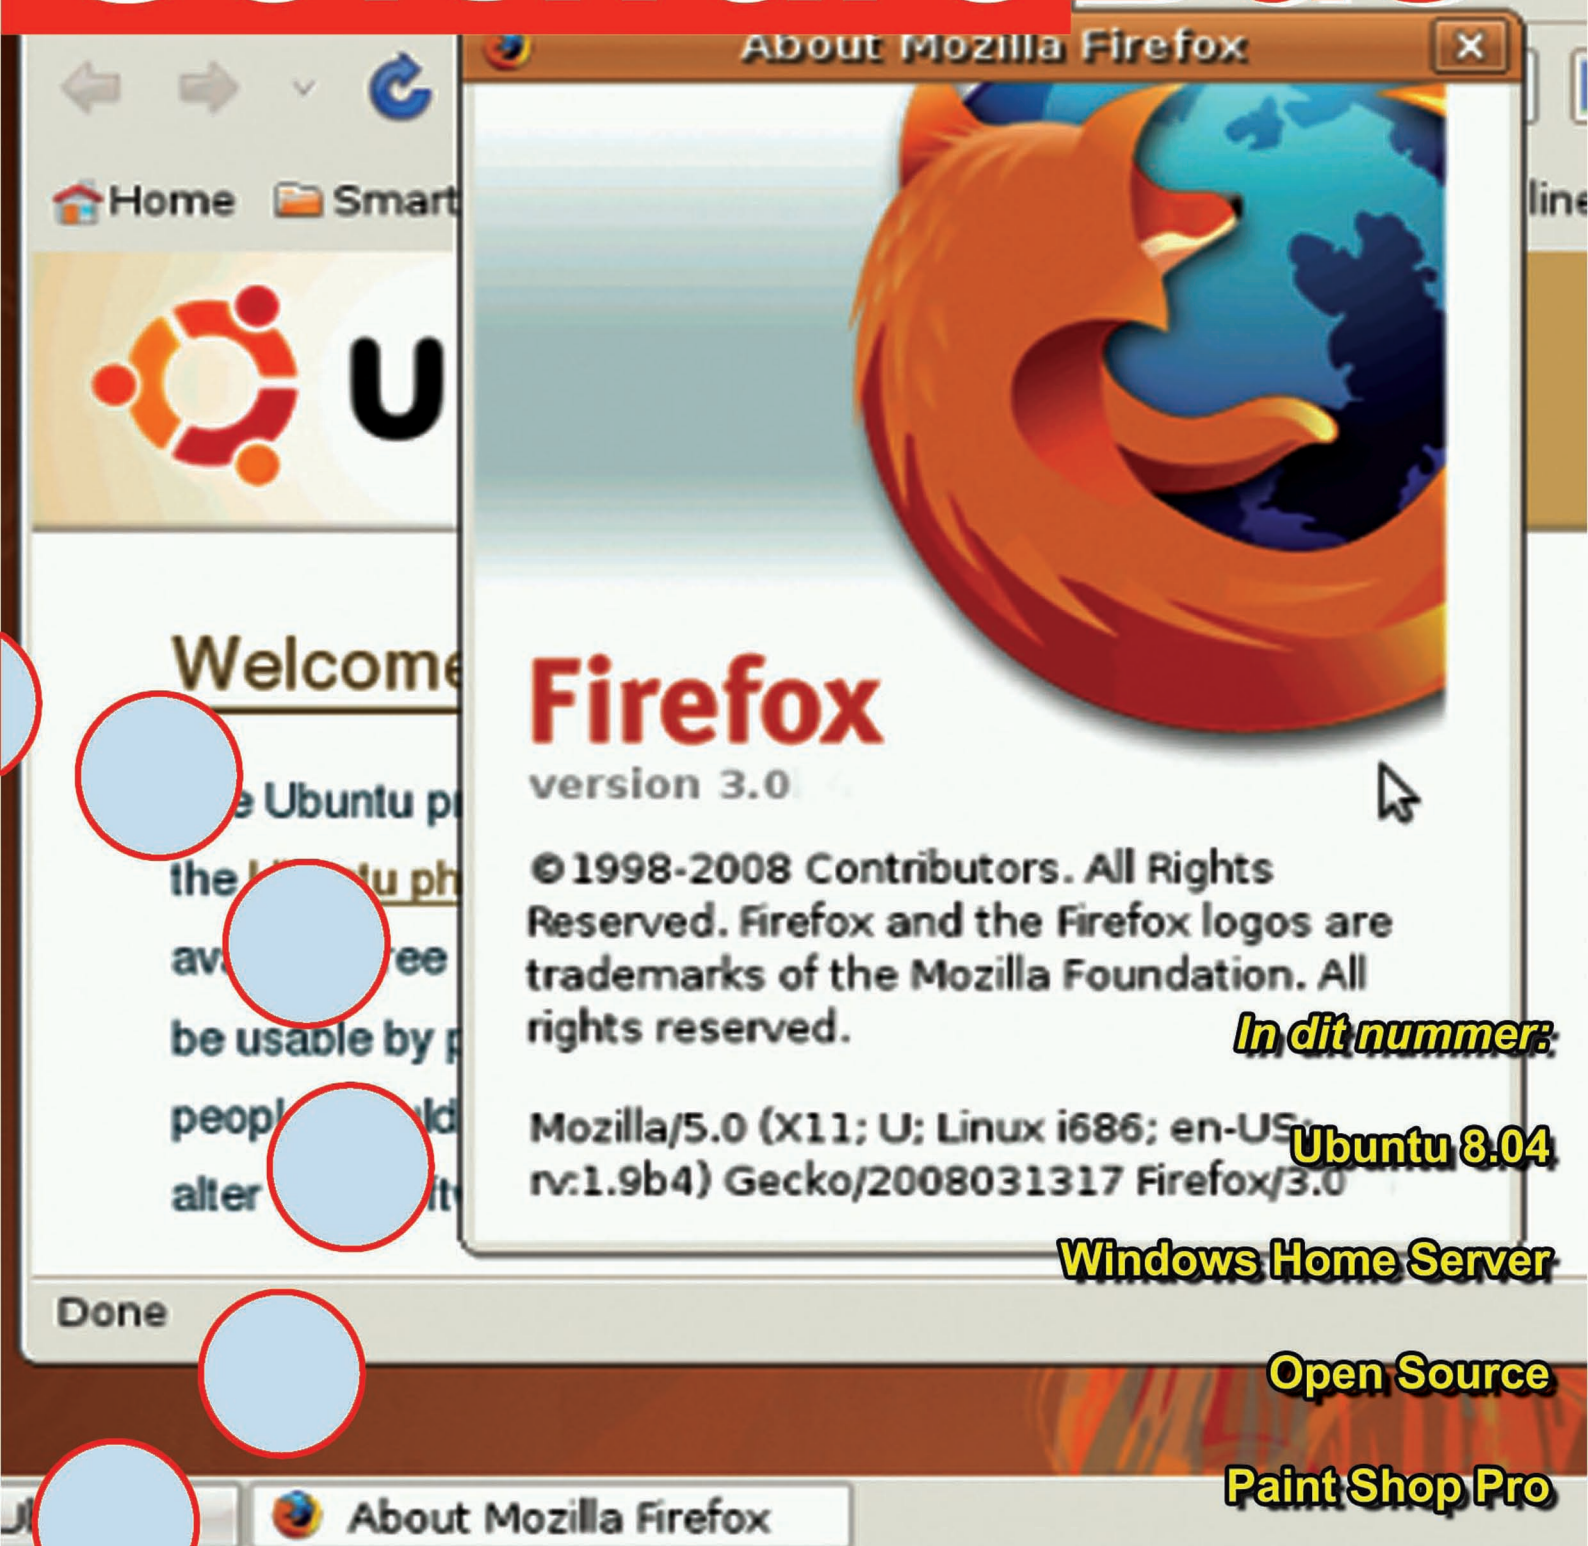 About Mozilla Firefox
Home Smart
U
Welcome
Firefox
version 3.0
Ubuntu
the
be usable by
alter
©1998-2008 Contributors. All Rights
Reserved. Firefox and the Firefox logos are
trademarks of the Mozilla Foundation. All
rights reserved.
Mozilla/5.0 (X11; U; Linux i686; en-US;
rv:1.9b4) Gecko/2008031317 Firefox/3.0
In dit nummer:
Ubuntu 8.04
Windows Home Server
Open Source
Paint Shop Pro
Done
About Mozilla Firefox